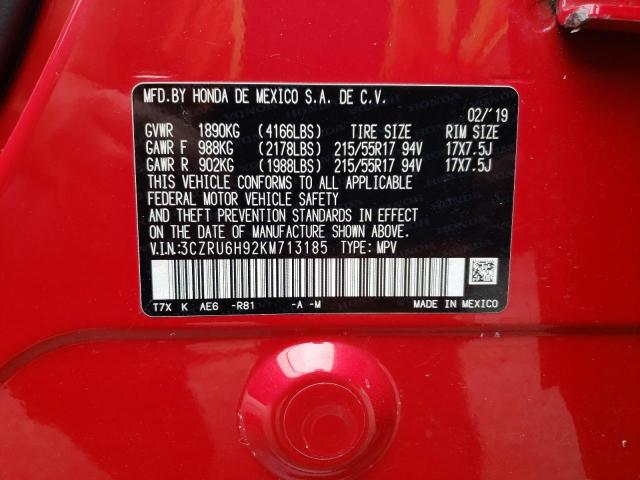 MFD.BY HONDA DE MEXICO S.A. DE C.V.
02/'19
GVWR 1890KG (4166LBS) TIRE SIZE RIM SIZE
GAWR F 988KG (2178LBS) 215/55R17 94V 17X7.5J
GAWR R 902KG (1988LBS) 215/55R17 94V 17X7.5J
THIS VEHICLE CONFORMS TO ALL APPLICABLE
FEDERAL MOTOR VEHICLE SAFETY
AND THEFT PREVENTION STANDARDS IN EFFECT
ON THE DATE OF MANUFACTURE SHOWN ABOVE.
V.I.N.:3CZRU6H92KM713185 TYPE: MPV
T7X K AE6 -R81 -A -M MADE IN MEXICO